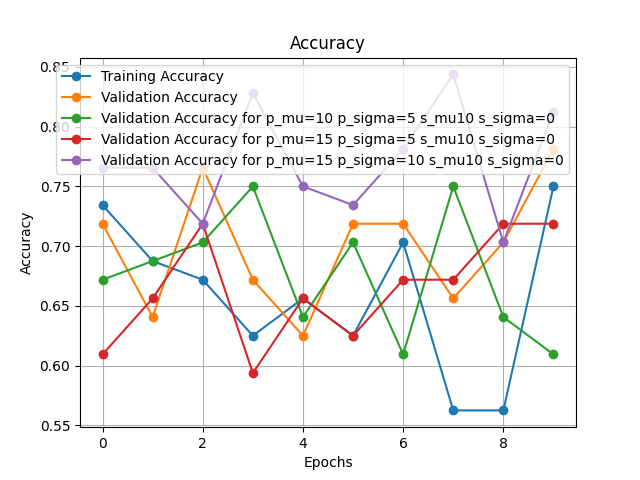 Accuracy
Training Accuracy
Validation Accuracy
Validation Accuracy for p_mu=10 p_sigma=5 s_mu10 s_sigma=0
Validation Accuracy for p_mu=15 p_sigma=5 s_mu10 s_sigma=0
Validation Accuracy for p_mu=15 p_sigma=10 s_mu10 s_sigma=0
0.85
0.80
0.75
0.70
0.65
0.60
0.55
Accuracy
0 2 4 6 8
Epochs